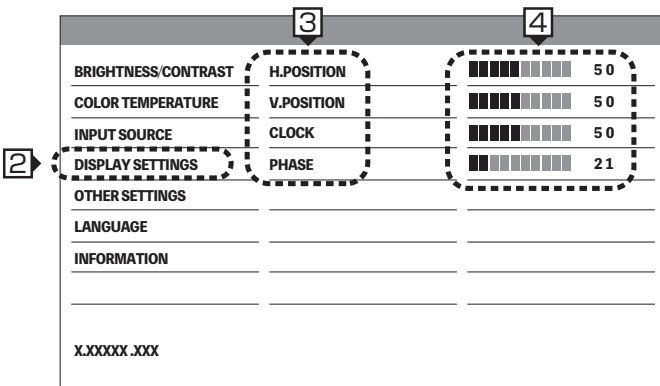 3 4
BRIGHTNESS/CONTRAST H.POSITION 50
COLOR TEMPERATURE V.POSITION 50
INPUT SOURCE CLOCK 50
2 DISPLAY SETTINGS PHASE 21
OTHER SETTINGS
LANGUAGE
INFORMATION
X.XXXXX .XXX